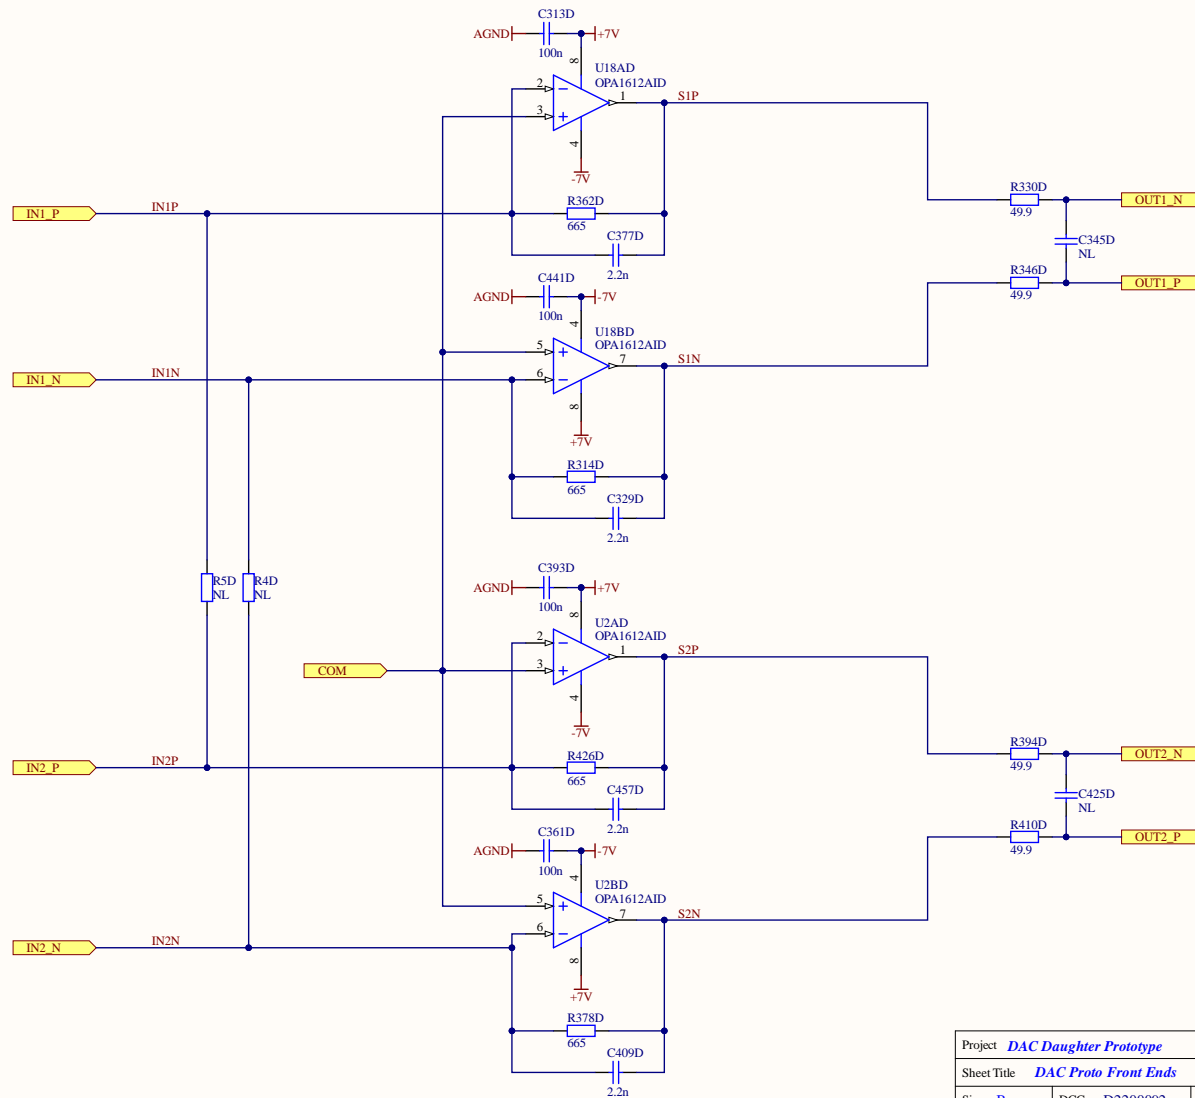 C313D
AGND
+7V
100n
8
U18AD
OPA1612AID
2
1
S1P
3
4
-7V
R330D
IN1_P
IN1P
R362D
49.9
OUT1_N
665
C377D
C345D
NL
2.2n
C441D
R346D
OUT1_P
AGND
-7V
49.9
100n
4
U18BD
OPA1612AID
5
7
S1N
IN1_N
IN1N
6
8
+7V
R314D
665
C329D
2.2n
R5D
R4D
NL
NL
C393D
AGND
+7V
100n
8
U2AD
OPA1612AID
2
1
S2P
COM
3
4
-7V
R394D
IN2_P
IN2P
R426D
49.9
OUT2_N
665
C457D
C425D
NL
2.2n
C361D
R410D
OUT2_P
AGND
-7V
49.9
100n
4
U2BD
OPA1612AID
5
7
S2N
IN2_N
IN2N
6
8
+7V
R378D
665
C409D
2.2n
Project DAC Daughter Prototype
Sheet Title DAC Proto Front Ends